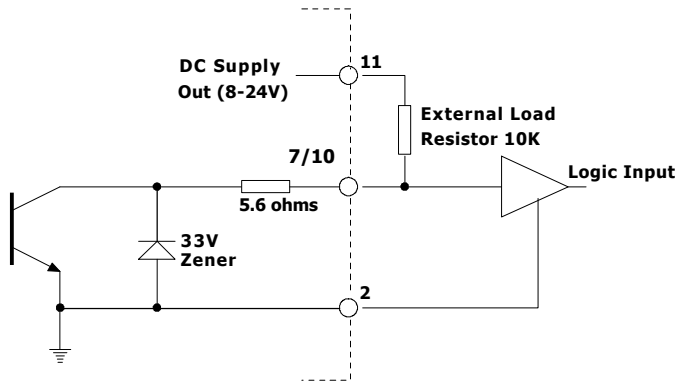 DC Supply
Out (8-24V)
11
External Load
Resistor 10K
7/10
Logic Input
5.6 ohms
33V
Zener
2